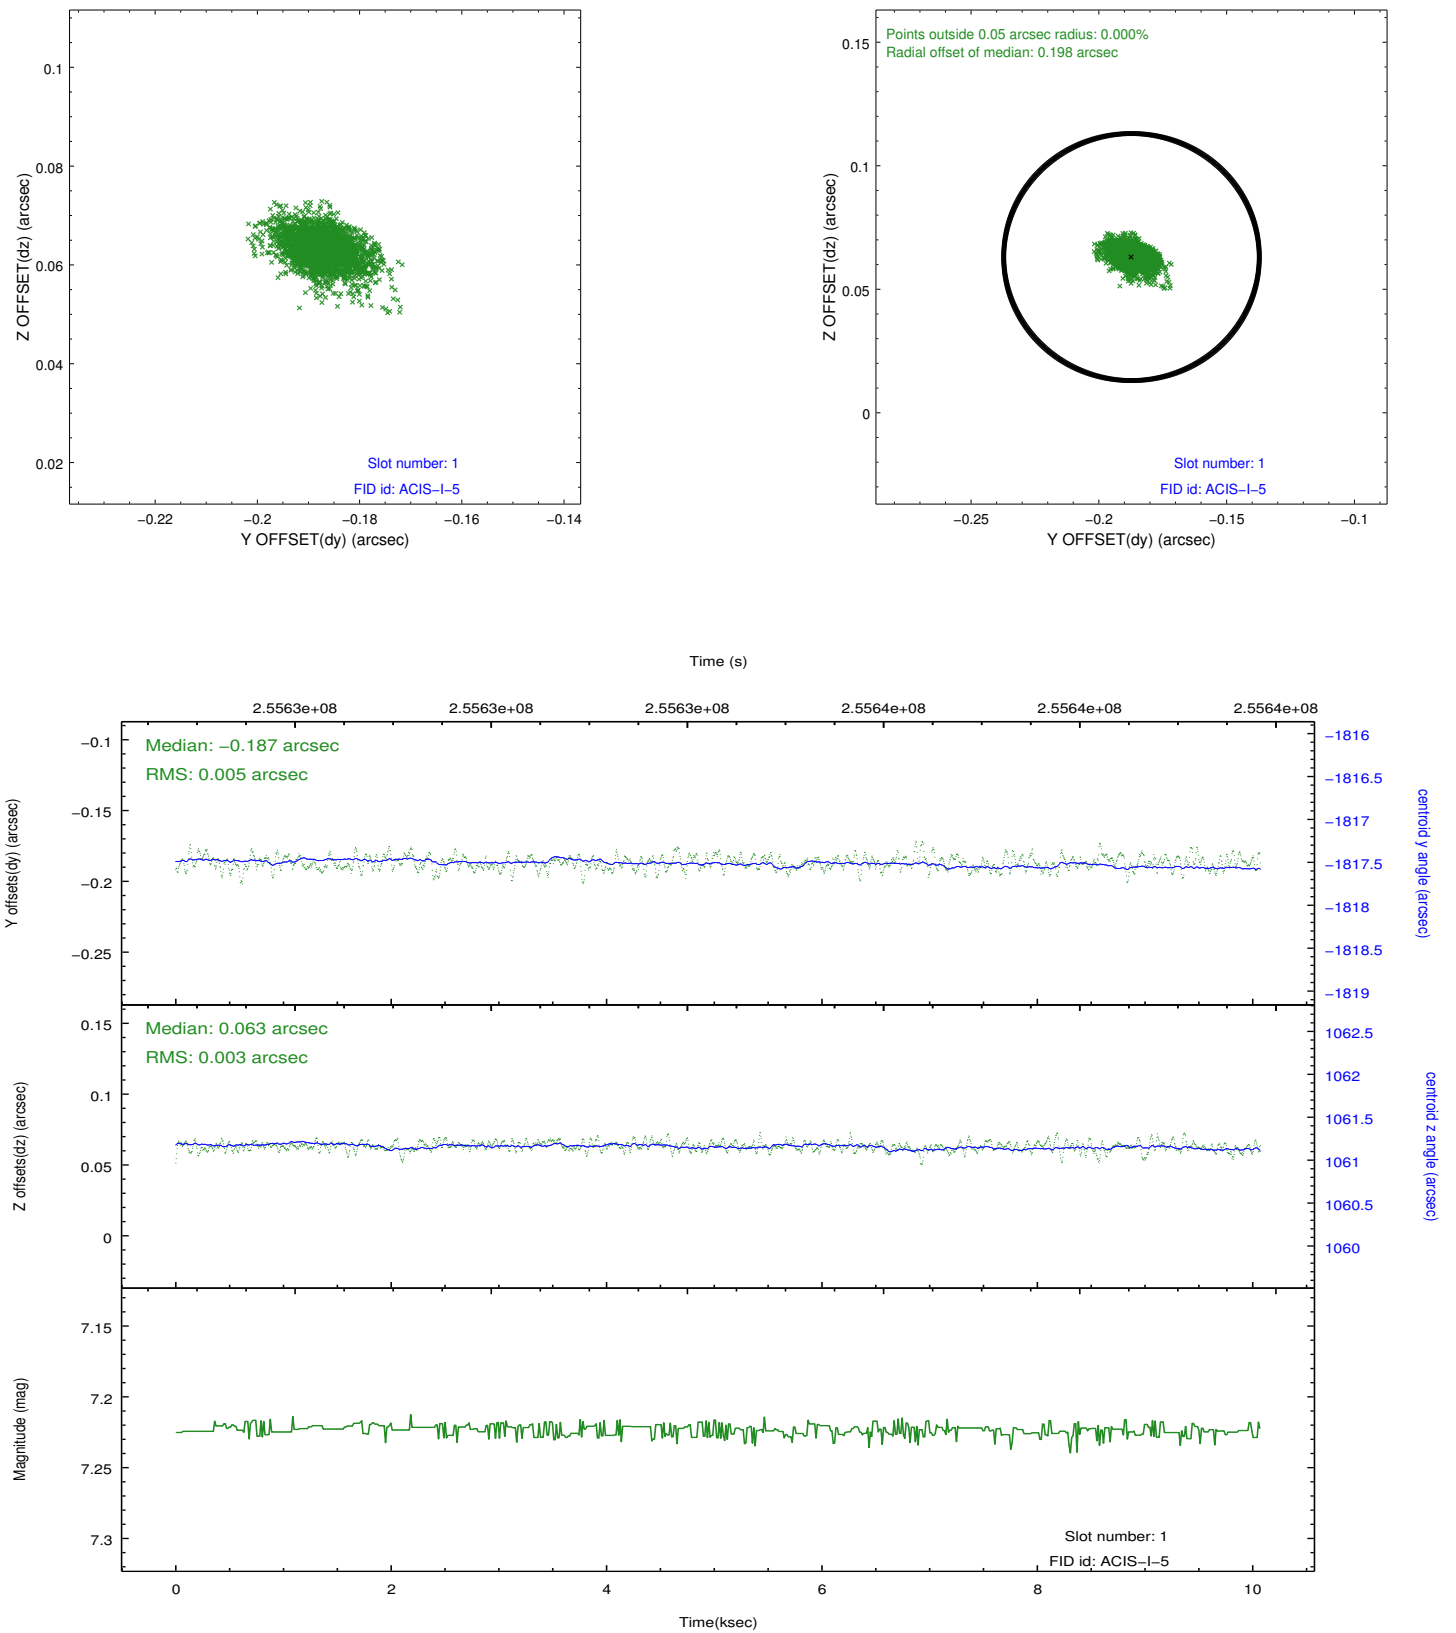 0.1
0.08
0.06
0.04
0.02
Z OFFSET(dz) (arcsec)
Slot number: 1
FID id: ACIS−I−5
−0.22 −0.2 −0.18 −0.16 −0.14
Y OFFSET(dy) (arcsec)
Points outside 0.05 arcsec radius: 0.000%
Radial offset of median: 0.198 arcsec
0.15
0.1
0.05
0
Z OFFSET(dz) (arcsec)
Slot number: 1
FID id: ACIS−I−5
−0.25 −0.2 −0.15 −0.1
Y OFFSET(dy) (arcsec)
Time (s)
2.5563e+08 2.5563e+08 2.5563e+08 2.5564e+08 2.5564e+08 2.5564e+08
Median: −0.187 arcsec
RMS: 0.005 arcsec
−0.1
−0.15
−0.2
−0.25
Y offsets(dy) (arcsec)
−1816
−1816.5
−1817
−1817.5
−1818
−1818.5
−1819
centroid y angle (arcsec)
Median: 0.063 arcsec
RMS: 0.003 arcsec
0.15
0.1
0.05
0
Z offsets(dz) (arcsec)
1062.5
1062
1061.5
1061
1060.5
1060
centroid z angle (arcsec)
7.15
7.2
7.25
7.3
Magnitude (mag)
Slot number: 1
FID id: ACIS−I−5
0 2 4 6 8 10
Time(ksec)